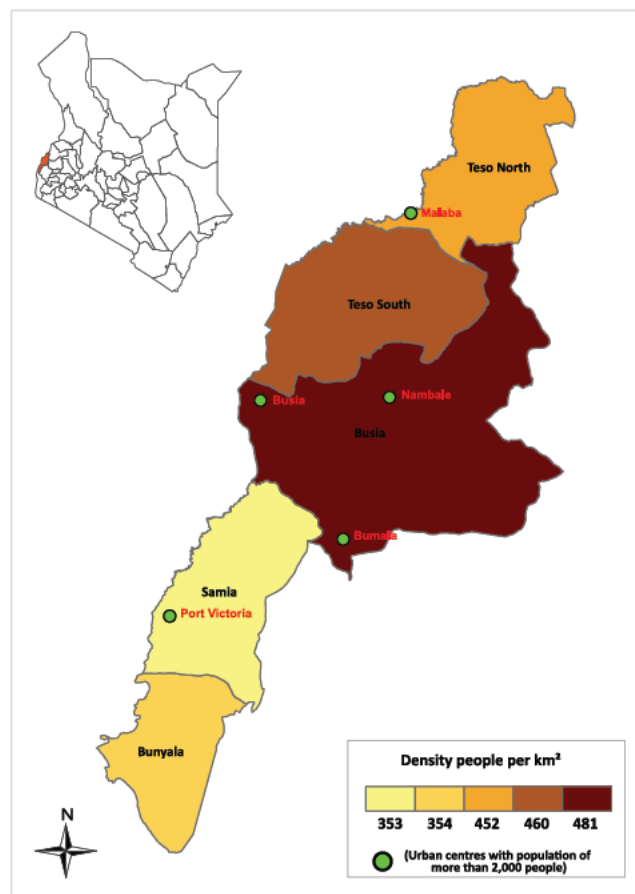 Teso North
Malaba
Teso South
Busia
Nambale
Busia
Bumala
Samia
Port Victoria
Bunyala
N
Density people per km²
353 354 452 460 481
(Urban centres with population of
more than 2,000 people)